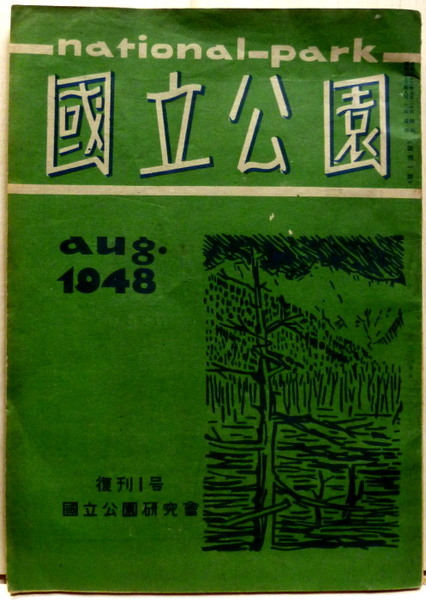 national-park
國立公園
aug.
1948
復刊1号
國立公園研究會